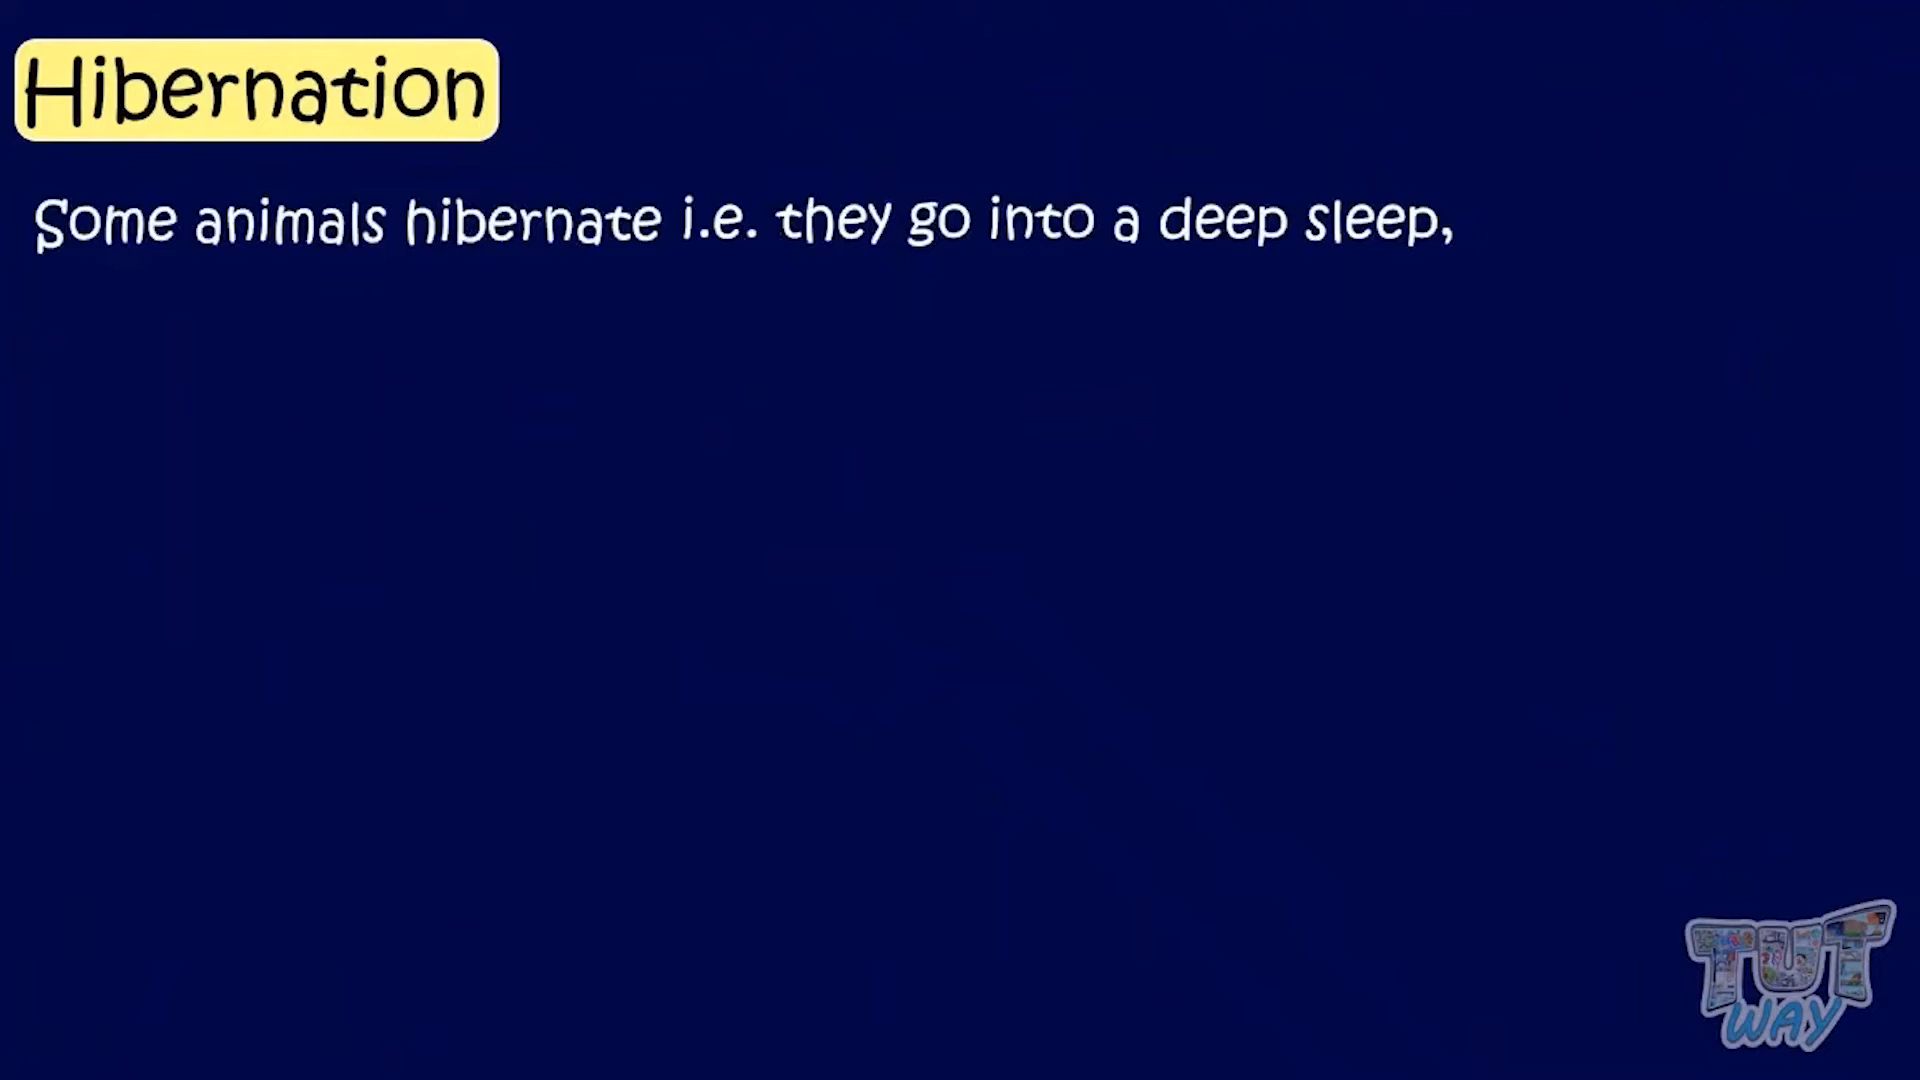 Hibernation
Some animals hibernate i.e. they go into a deep sleep,
TUT
WAY